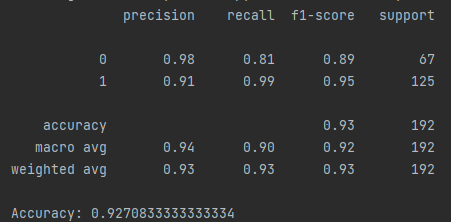 precision recall f1-score support
0 0.98 0.81 0.89 67
1 0.91 0.99 0.95 125
accuracy 0.93 192
macro avg 0.94 0.90 0.92 192
weighted avg 0.93 0.93 0.93 192
Accuracy: 0.9270833333333334